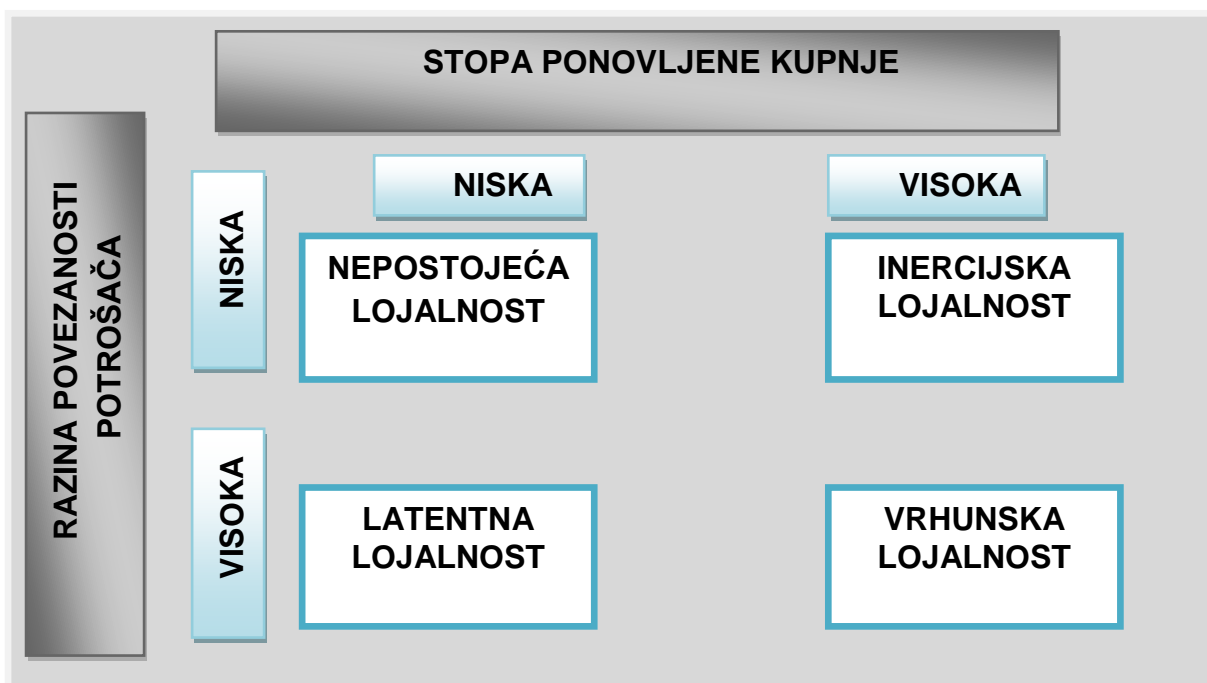 STOPA PONOVLJENE KUPNJE
RAZINA POVEZANOSTI
POTROŠAČA
NISKA
VISOKA
NISKA
NEPOSTOJEĆA
LOJALNOST
INERCIJSKA
LOJALNOST
VISOKA
LATENTNA
LOJALNOST
VRHUNSKA
LOJALNOST